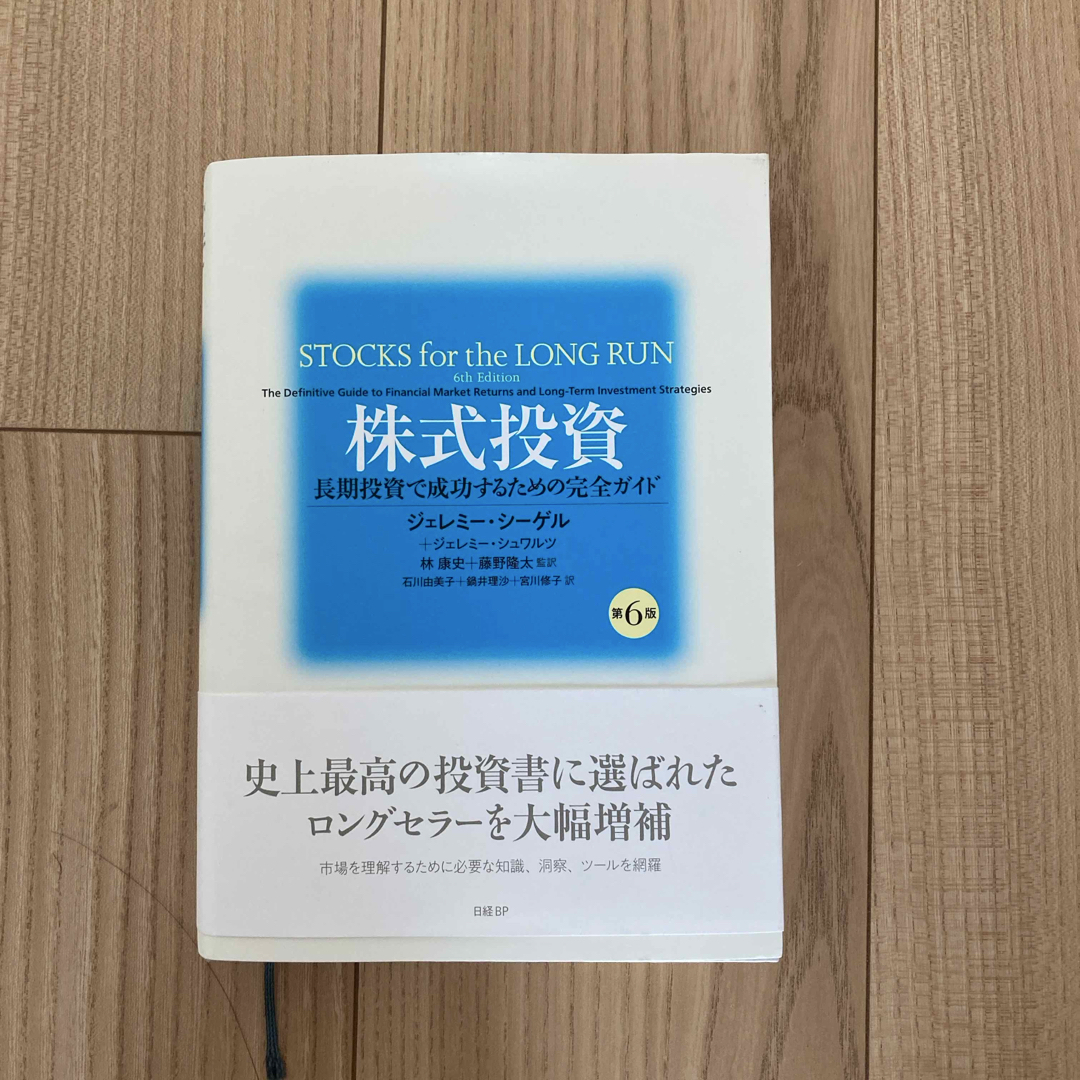 STOCKS for the LONG RUN
6th Edition
The Definitive Guide to Financial Market Returns and Long-Term Investment Strategies
株式投資
長期投資で成功するための完全ガイド
ジェレミー・シーゲル
+ジェレミー・シュワルツ
林 康史+藤野隆太 監訳
石川由美子+鍋井理沙+宮川修子 訳
第6版
史上最高の投資書に選ばれた
ロングセラーを大幅増補
市場を理解するために必要な知識、洞察、ツールを網羅
日経BP